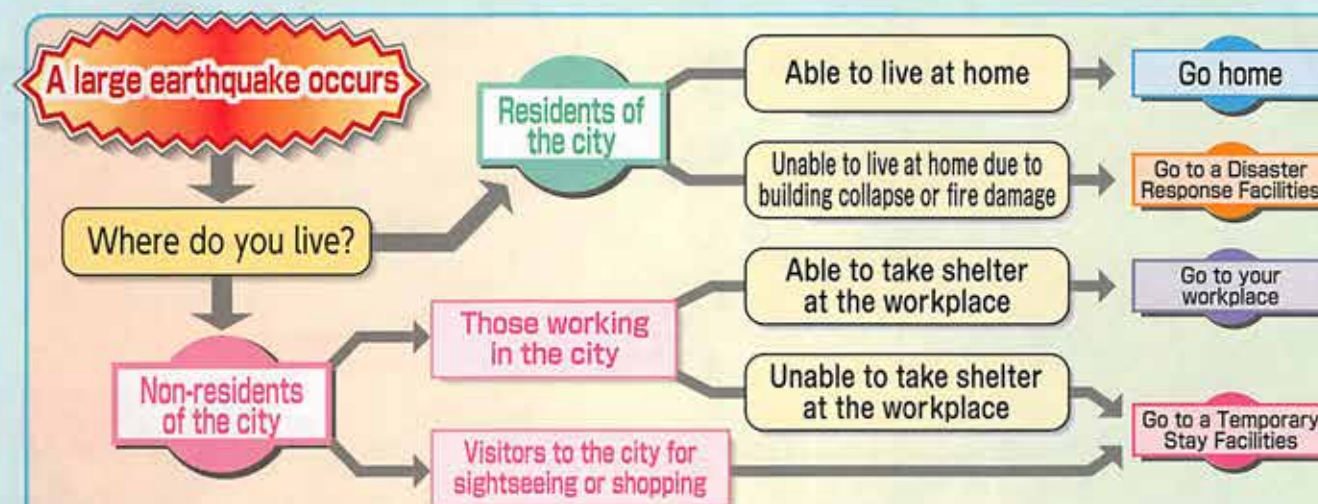 A large earthquake occurs
Where do you live?
Residents of
the city
Able to live at home
Go home
Unable to live at home due to
building collapse or fire damage
Go to a Disaster
Response Facilities
Non-residents
of the city
Those working
in the city
Able to take shelter
at the workplace
Go to your
workplace
Unable to take shelter
at the workplace
Go to a Temporary
Stay Facilities
Visitors to the city for
sightseeing or shopping